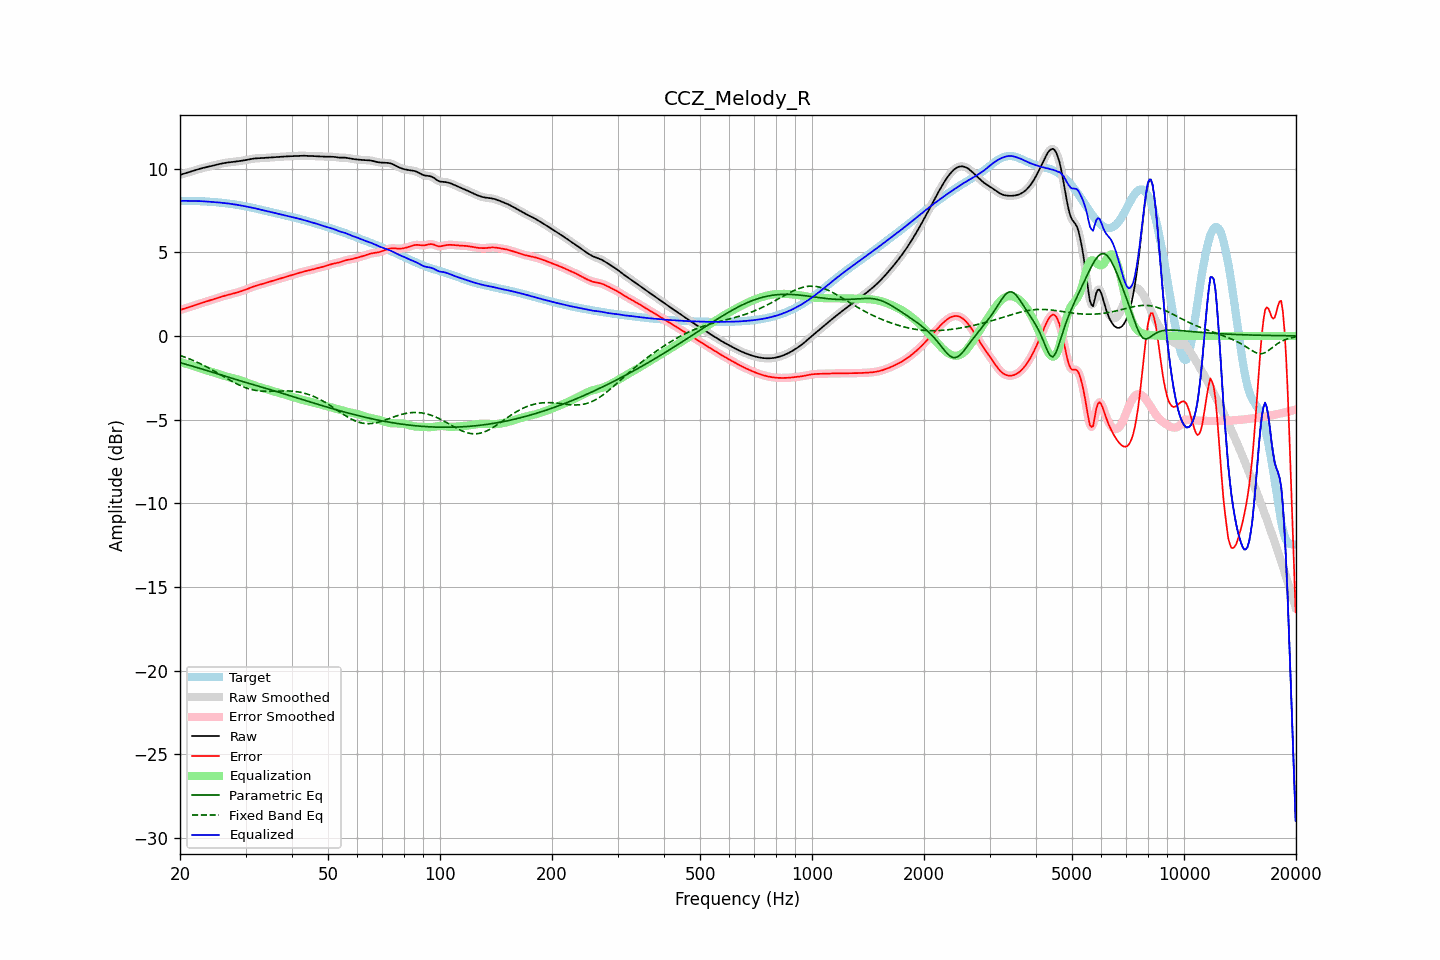 CCZ_Melody_R
Amplitude (dBr)
10
5
0
−5
−10
−15
−20
−25
−30
Target
Raw Smoothed
Error Smoothed
Raw
Error
Equalization
Parametric Eq
Fixed Band Eq
Equalized
20 50 100 200 500 1000 2000 5000 10000 20000
Frequency (Hz)